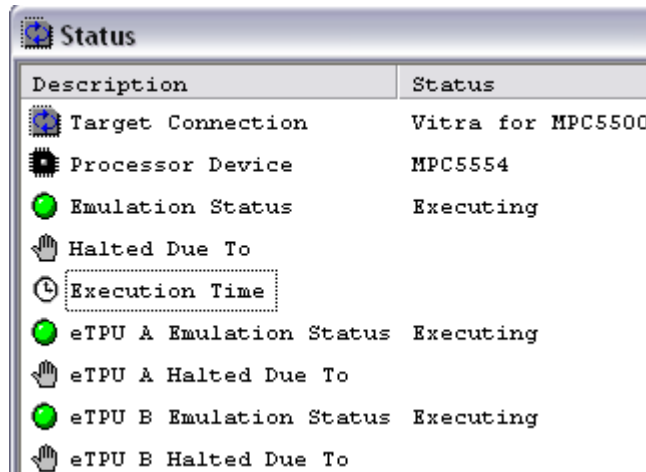 Status
Description Status
Target Connection Vitra for MPC5500
Processor Device MPC5554
Emulation Status Executing
Halted Due To
Execution Time
eTPU A Emulation Status Executing
eTPU A Halted Due To
eTPU B Emulation Status Executing
eTPU B Halted Due To